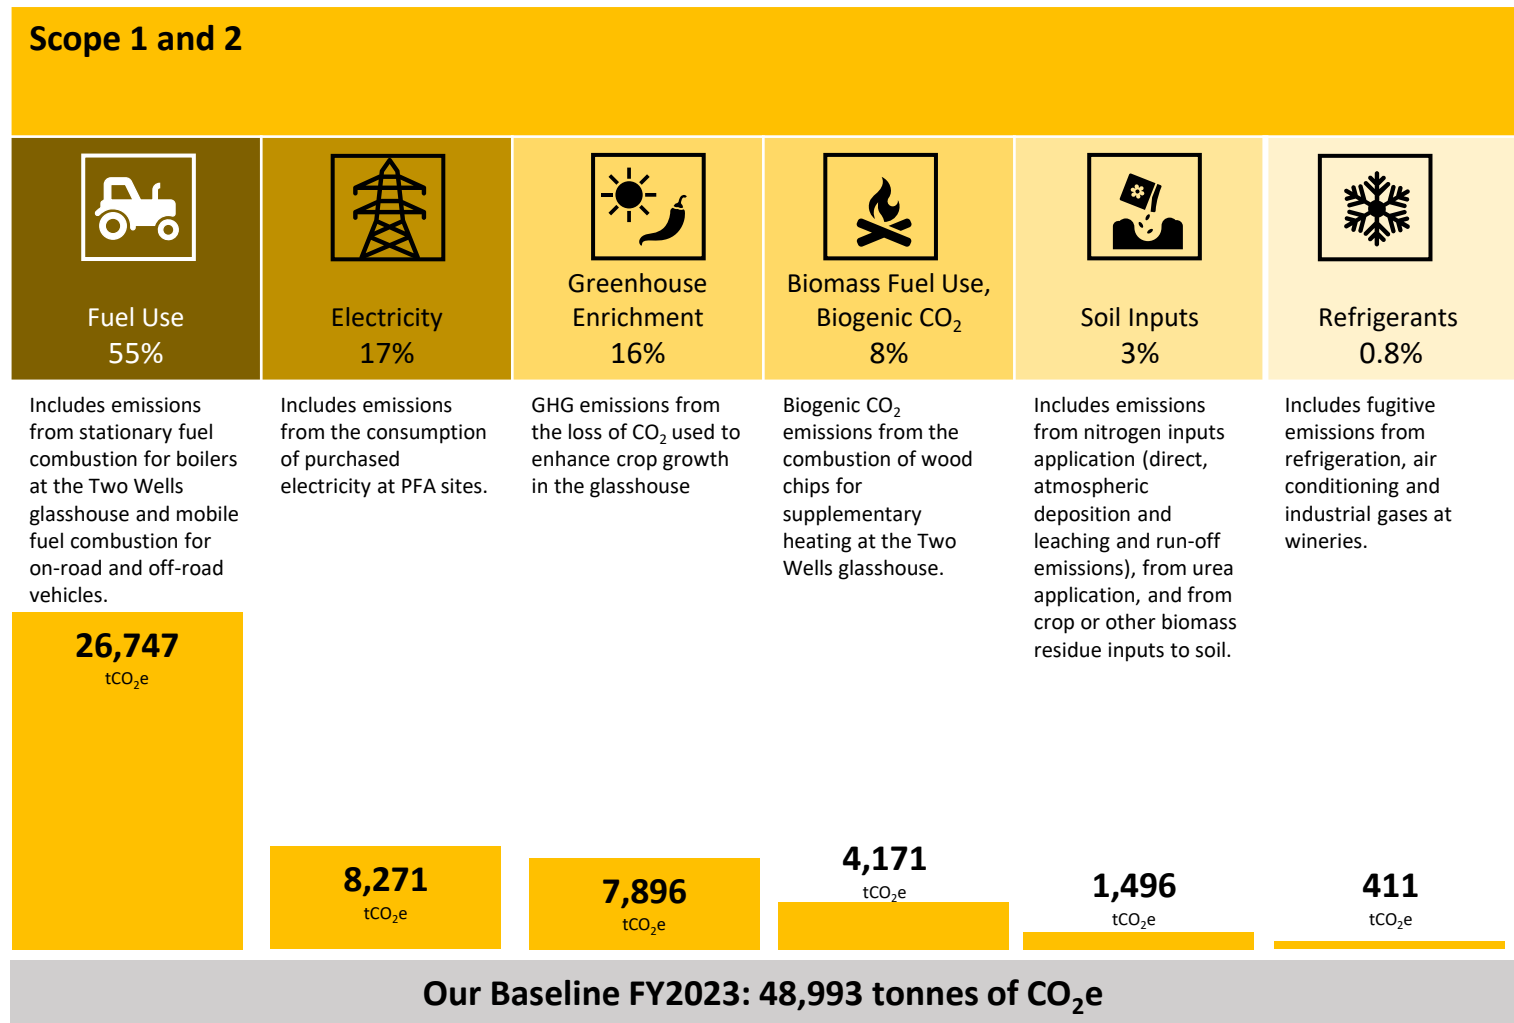 Scope 1 and 2
Fuel Use
55%
Electricity
17%
Greenhouse
Enrichment
16%
Biomass Fuel Use,
Biogenic CO₂
8%
Soil Inputs
3%
Refrigerants
0.8%
Includes emissions
from stationary fuel
combustion for boilers
at the Two Wells
glasshouse and mobile
fuel combustion for
on-road and off-road
vehicles.
Includes emissions
from the consumption
of purchased
electricity at PFA sites.
GHG emissions from
the loss of CO₂ used to
enhance crop growth
in the glasshouse
Biogenic CO₂
emissions from the
combustion of wood
chips for
supplementary
heating at the Two
Wells glasshouse.
Includes emissions
from nitrogen inputs
application (direct,
atmospheric
deposition and
leaching and run-off
emissions), from urea
application, and from
crop or other biomass
residue inputs to soil.
Includes fugitive
emissions from
refrigeration, air
conditioning and
industrial gases at
wineries.
26,747
tCO₂e
8,271
tCO₂e
7,896
tCO₂e
4,171
tCO₂e
1,496
tCO₂e
411
tCO₂e
Our Baseline FY2023: 48,993 tonnes of CO₂e